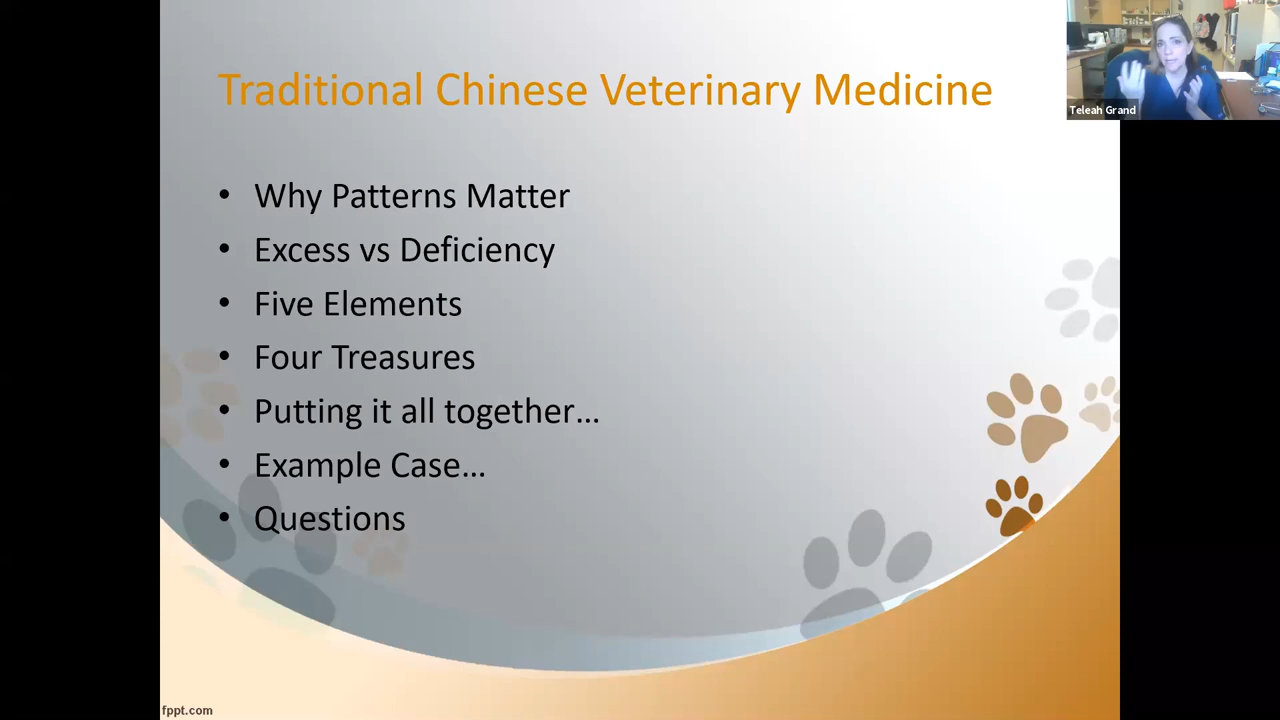 Traditional Chinese Veterinary Medicine
Teleah Grand
• Why Patterns Matter
• Excess vs Deficiency
• Five Elements
• Four Treasures
• Putting it all together…
• Example Case…
• Questions
fppt.com